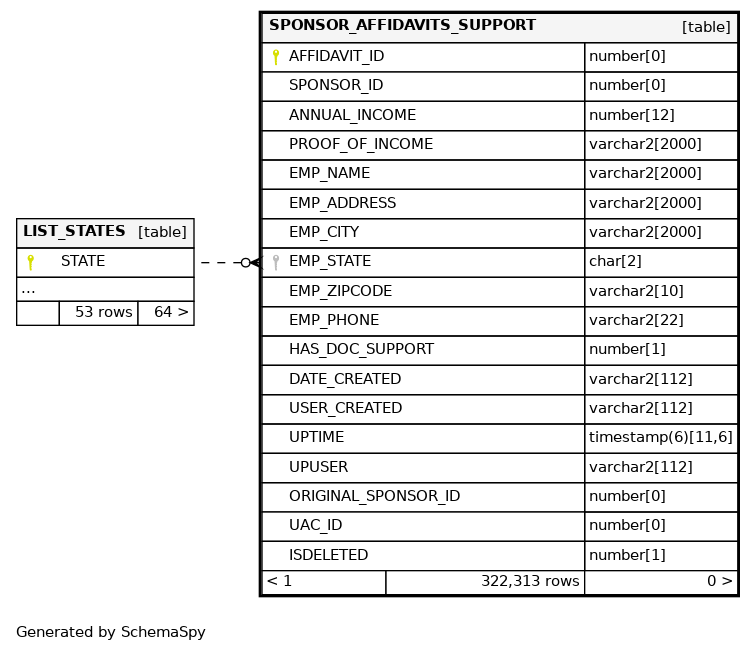 SPONSOR_AFFIDAVITS_SUPPORT [table]
AFFIDAVIT_ID number[0]
SPONSOR_ID number[0]
ANNUAL_INCOME number[12]
PROOF_OF_INCOME varchar2[2000]
EMP_NAME varchar2[2000]
EMP_ADDRESS varchar2[2000]
EMP_CITY varchar2[2000]
EMP_STATE char[2]
EMP_ZIPCODE varchar2[10]
EMP_PHONE varchar2[22]
HAS_DOC_SUPPORT number[1]
DATE_CREATED varchar2[112]
USER_CREATED varchar2[112]
UPTIME timestamp(6)[11,6]
UPUSER varchar2[112]
ORIGINAL_SPONSOR_ID number[0]
UAC_ID number[0]
ISDELETED number[1]
< 1 322,313 rows 0 >
LIST_STATES [table]
STATE
...
53 rows 64 >
Generated by SchemaSpy